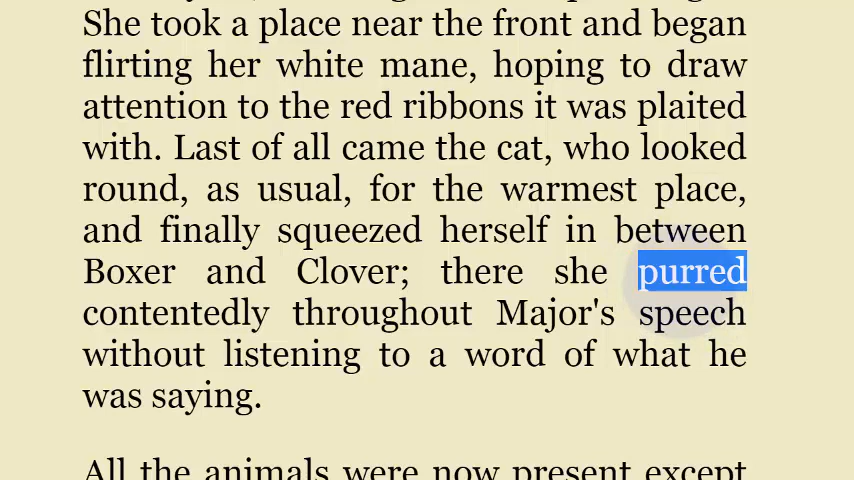 She took a place near the front and began
flirting her white mane, hoping to draw
attention to the red ribbons it was plaited
with. Last of all came the cat, who looked
round, as usual, for the warmest place,
and finally squeezed herself in between
Boxer and Clover; there she purred
contentedly throughout Major's speech
without listening to a word of what he
was saying.
All the animals were now present except